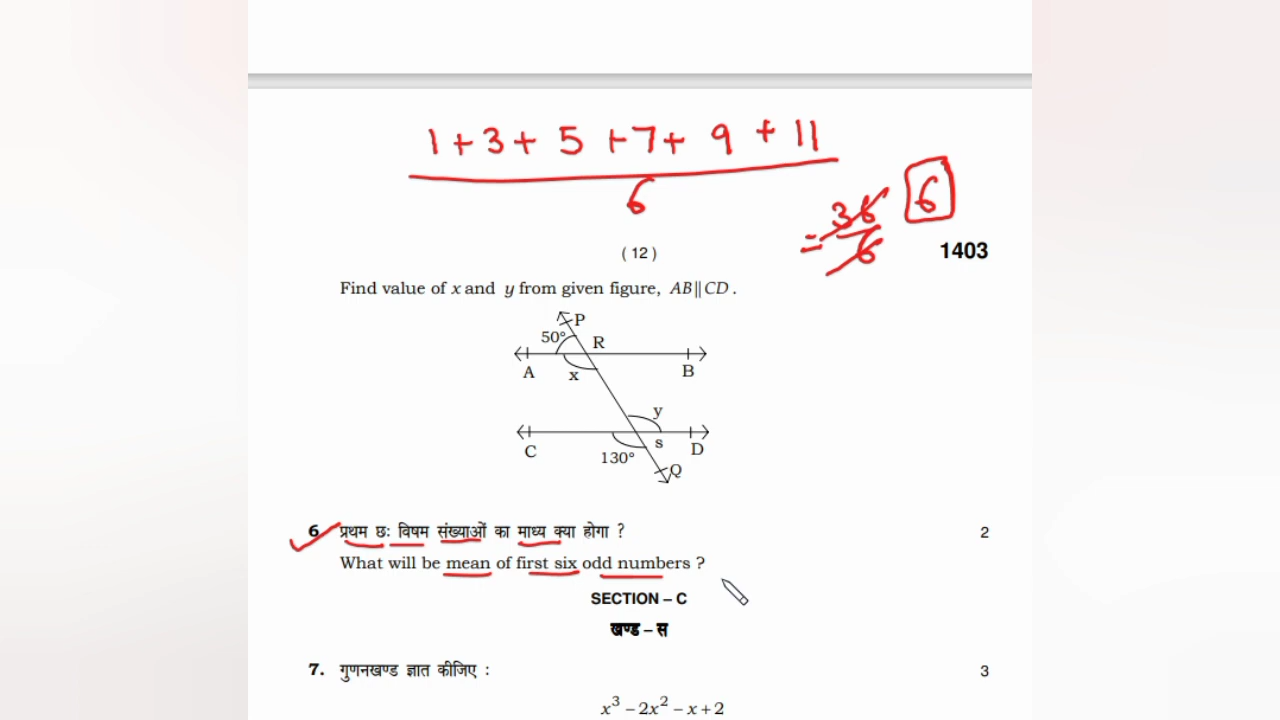 1 + 3 + 5 + 7 + 9 + 11
6
= 36
6
6
( 12 )
1403
Find value of x and y from given figure, AB || CD .
P
50°
R
A
x
B
y
C
130°
s
D
Q
6 प्रथम छः विषम संख्याओं का माध्य क्या होगा ? 2
What will be mean of first six odd numbers ?
SECTION – C
खण्ड – स
7. गुणनखण्ड ज्ञात कीजिए : 3
x³ – 2x² – x + 2